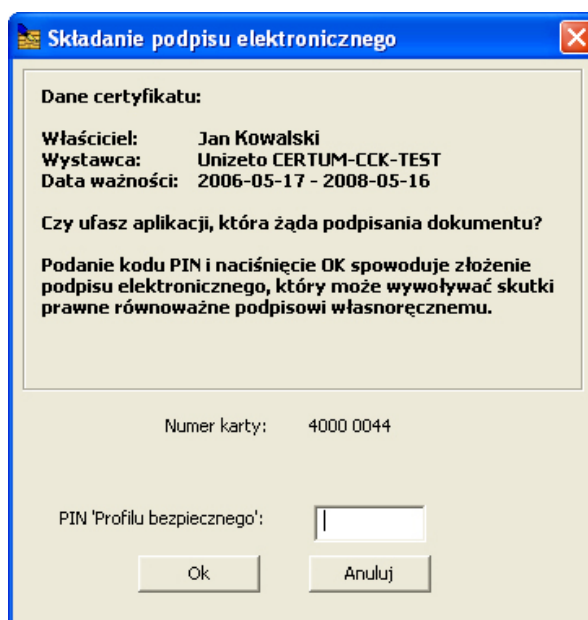 Składanie podpisu elektronicznego
Dane certyfikatu:
Właściciel: Jan Kowalski
Wystawca: Unizeto CERTUM-CCK-TEST
Data ważności: 2006-05-17 - 2008-05-16
Czy ufasz aplikacji, która żąda podpisania dokumentu?
Podanie kodu PIN i naciśnięcie OK spowoduje złożenie
podpisu elektronicznego, który może wywoływać skutki
prawne równoważne podpisowi własnoręcznemu.
Numer karty: 4000 0044
PIN 'Profilu bezpiecznego':
Ok Anuluj